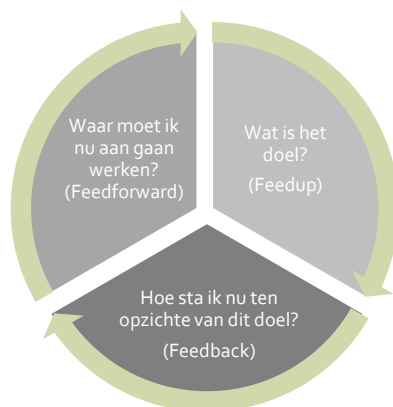 Waar moet ik
nu aan gaan
werken?
(Feedforward)
Wat is het
doel?
(Feedup)
Hoe sta ik nu ten
opzichte van dit doel?
(Feedback)